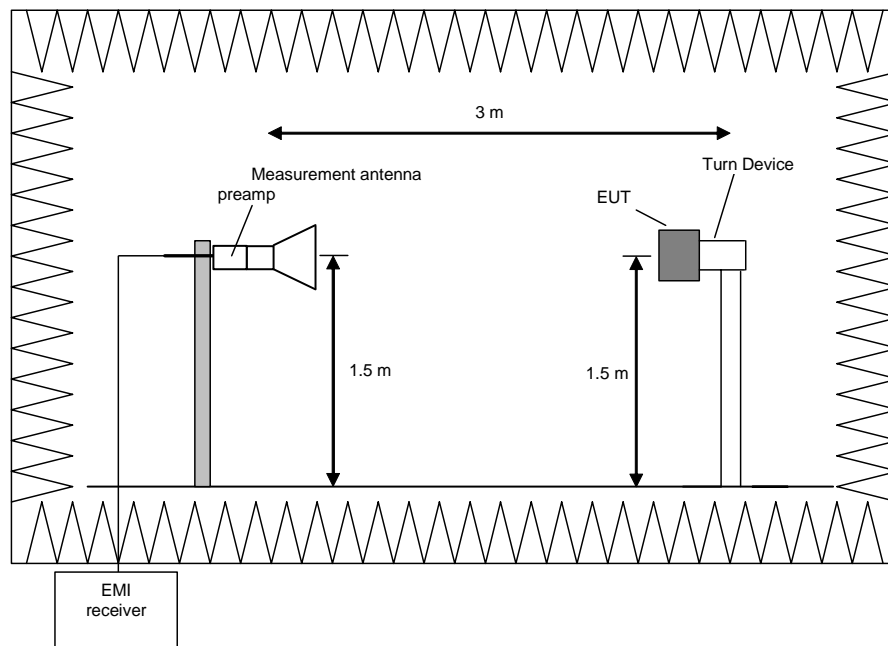 3 m
Measurement antenna
preamp
Turn Device
EUT
1.5 m
1.5 m
EMI
receiver